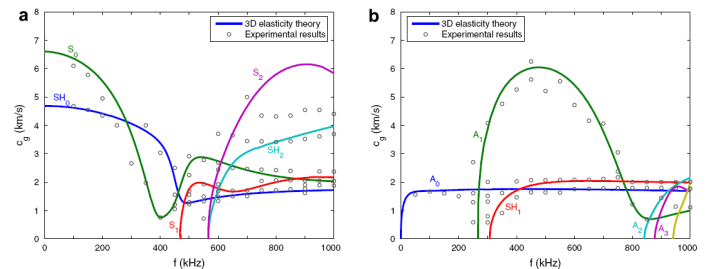 a
3D elasticity theory
Experimental results
S0
SH0
S1
S2
SH2
c_g (km/s)
8
7
6
5
4
3
2
1
0
0 200 400 600 800 1000
f (kHz)
b
3D elasticity theory
Experimental results
A0
A1
SH1
A2
A3
c_g (km/s)
8
7
6
5
4
3
2
1
0
0 200 400 600 800 1000
f (kHz)